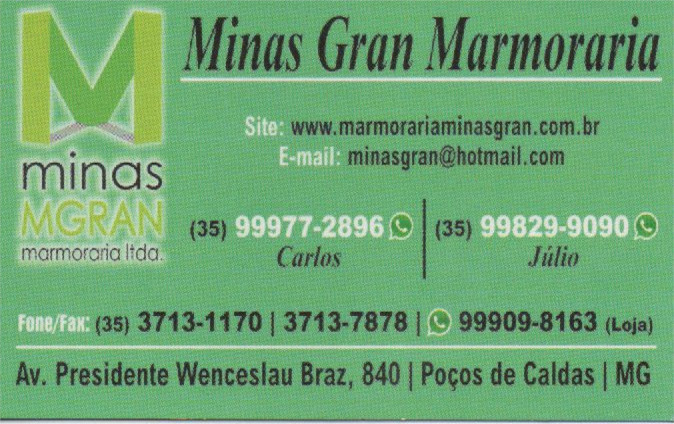 Minas Gran Marmoraria
Site: www.marmorariaminasgran.com.br
E-mail: minasgran@hotmail.com
minas
MGRAN
marmoraria ltda.
(35) 99977-2896
Carlos
(35) 99829-9090
Júlio
Fone/Fax: (35) 3713-1170 | 3713-7878 | 99909-8163 (Loja)
Av. Presidente Wenceslau Braz, 840 | Poços de Caldas | MG